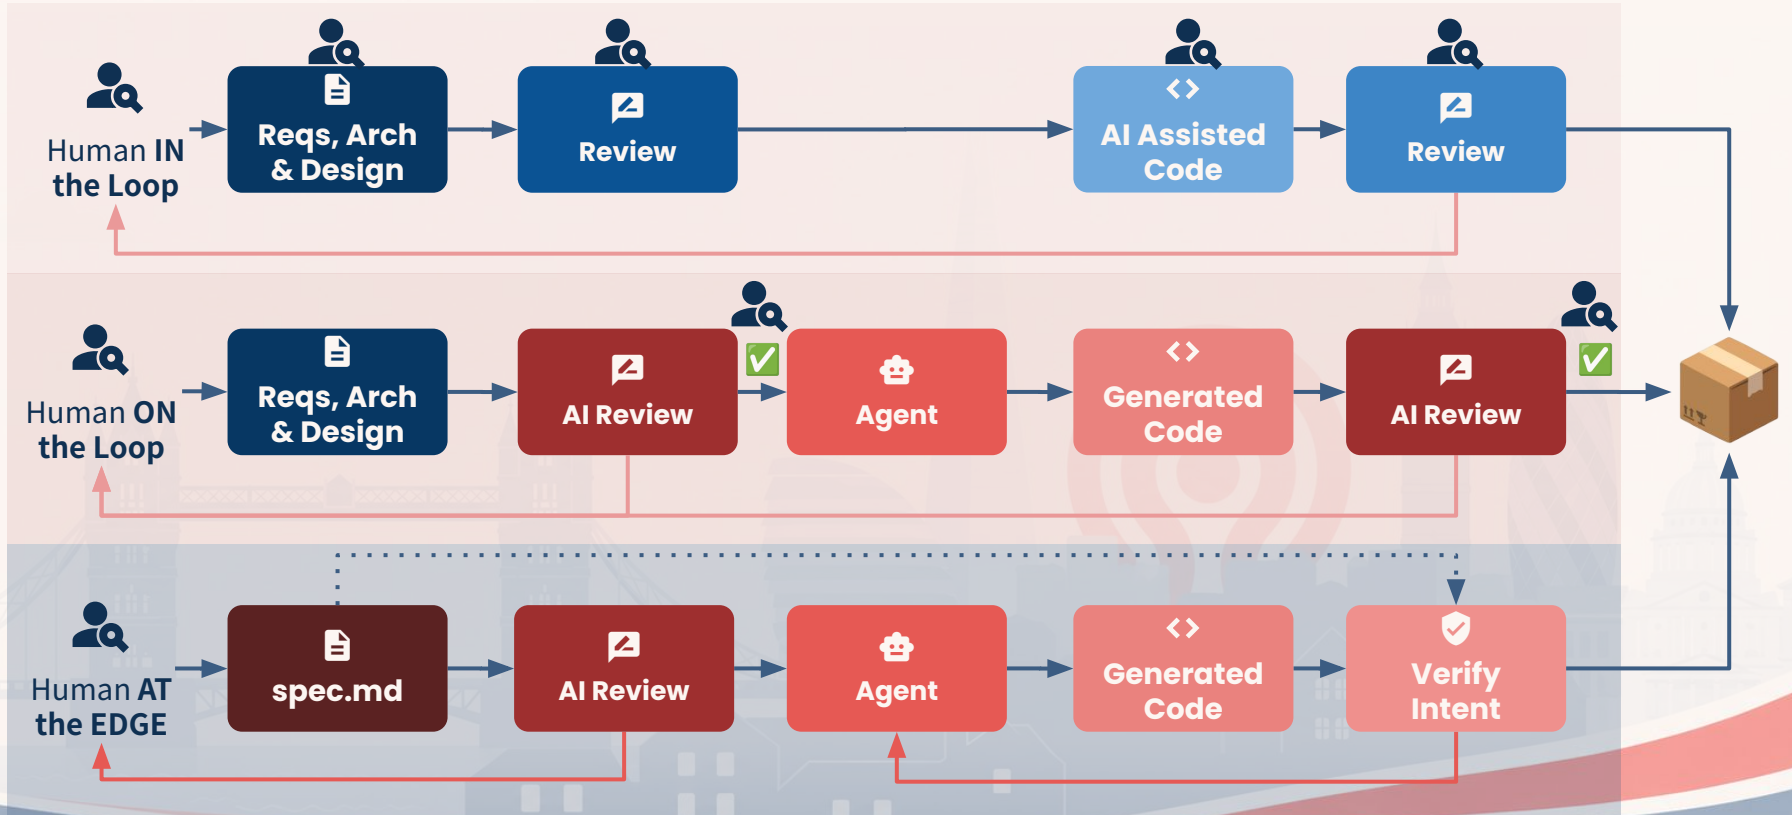 Human IN
the Loop
Reqs, Arch
& Design
Review
AI Assisted
Code
Review
Human ON
the Loop
Reqs, Arch
& Design
AI Review
Agent
Generated
Code
AI Review
Human AT
the EDGE
spec.md
AI Review
Agent
Generated
Code
Verify
Intent